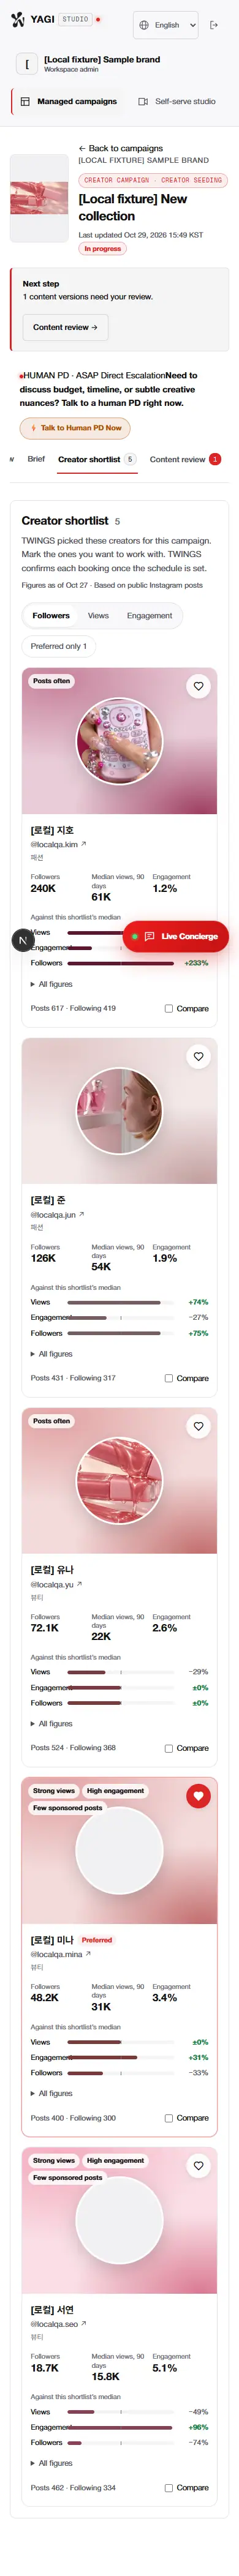 YAGI STUDIO
English
[
[Local fixture] Sample brand
Workspace admin
Managed campaigns
Self-serve studio
← Back to campaigns
[LOCAL FIXTURE] SAMPLE BRAND
CREATOR CAMPAIGN · CREATOR SEEDING
[Local fixture] New
collection
Last updated Oct 29, 2026 15:49 KST
In progress
Next step
1 content versions need your review.
Content review →
HUMAN PD · ASAP Direct EscalationNeed to
discuss budget, timeline, or subtle creative
nuances? Talk to a human PD right now.
Talk to Human PD Now
w Brief Creator shortlist 5 Content review 1
Creator shortlist 5
TWINGS picked these creators for this campaign.
Mark the ones you want to work with. TWINGS
confirms each booking once the schedule is set.
Figures as of Oct 27 · Based on public Instagram posts
Followers Views Engagement
Preferred only 1
Posts often
[로컬] 지호
@localqa.kim ↗
패션
Followers Median views, 90 Engagement
days
240K 61K 1.2%
Against this shortlist's median
Views
Engagement
Followers +233%
N
Live Concierge
▶ All figures
Posts 617 · Following 419 Compare
[로컬] 준
@localqa.jun ↗
패션
Followers Median views, 90 Engagement
days
126K 54K 1.9%
Against this shortlist's median
Views +74%
Engagement −27%
Followers +75%
▶ All figures
Posts 431 · Following 317 Compare
Posts often
[로컬] 유나
@localqa.yu ↗
뷰티
Followers Median views, 90 Engagement
days
72.1K 22K 2.6%
Against this shortlist's median
Views −29%
Engagement ±0%
Followers ±0%
▶ All figures
Posts 524 · Following 368 Compare
Strong views High engagement
Few sponsored posts
[로컬] 미나 Preferred
@localqa.mina ↗
뷰티
Followers Median views, 90 Engagement
days
48.2K 31K 3.4%
Against this shortlist's median
Views ±0%
Engagement +31%
Followers −33%
▶ All figures
Posts 400 · Following 300 Compare
Strong views High engagement
Few sponsored posts
[로컬] 서연
@localqa.seo ↗
뷰티
Followers Median views, 90 Engagement
days
18.7K 15.8K 5.1%
Against this shortlist's median
Views −49%
Engagement +96%
Followers −74%
▶ All figures
Posts 462 · Following 334 Compare